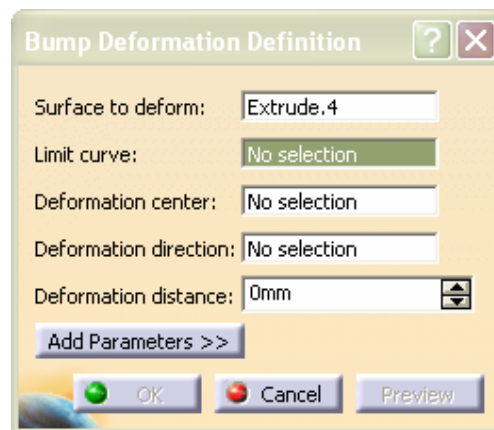 Bump Deformation Definition ? X
Surface to deform: Extrude.4
Limit curve: No selection
Deformation center: No selection
Deformation direction: No selection
Deformation distance: 0mm
Add Parameters >>
OK Cancel Preview